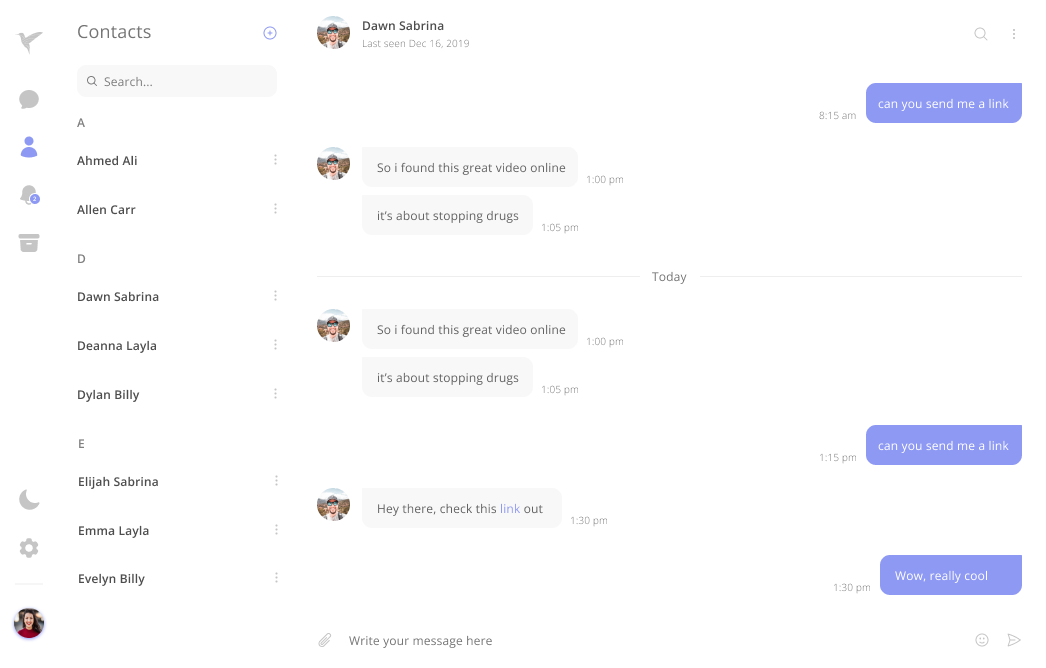 Contacts
Search...
A
Ahmed Ali
Allen Carr
D
Dawn Sabrina
Deanna Layla
Dylan Billy
E
Elijah Sabrina
Emma Layla
Evelyn Billy
2
Dawn Sabrina
Last seen Dec 16, 2019
can you send me a link
8:15 am
So i found this great video online
1:00 pm
it's about stopping drugs
1:05 pm
Today
So i found this great video online
1:00 pm
it's about stopping drugs
1:05 pm
can you send me a link
1:15 pm
Hey there, check this link out
1:30 pm
Wow, really cool
1:30 pm
Write your message here